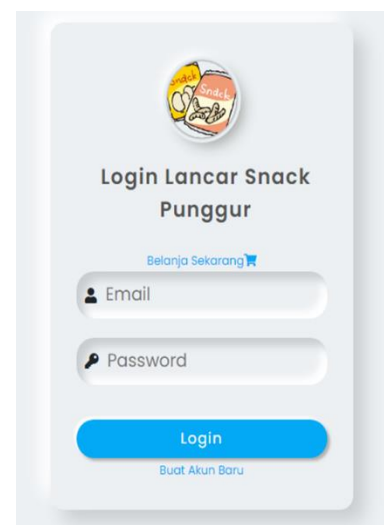 Snack
Snack
Login Lancar Snack
Punggur
Belanja Sekarang
Email
Password
Login
Buat Akun Baru